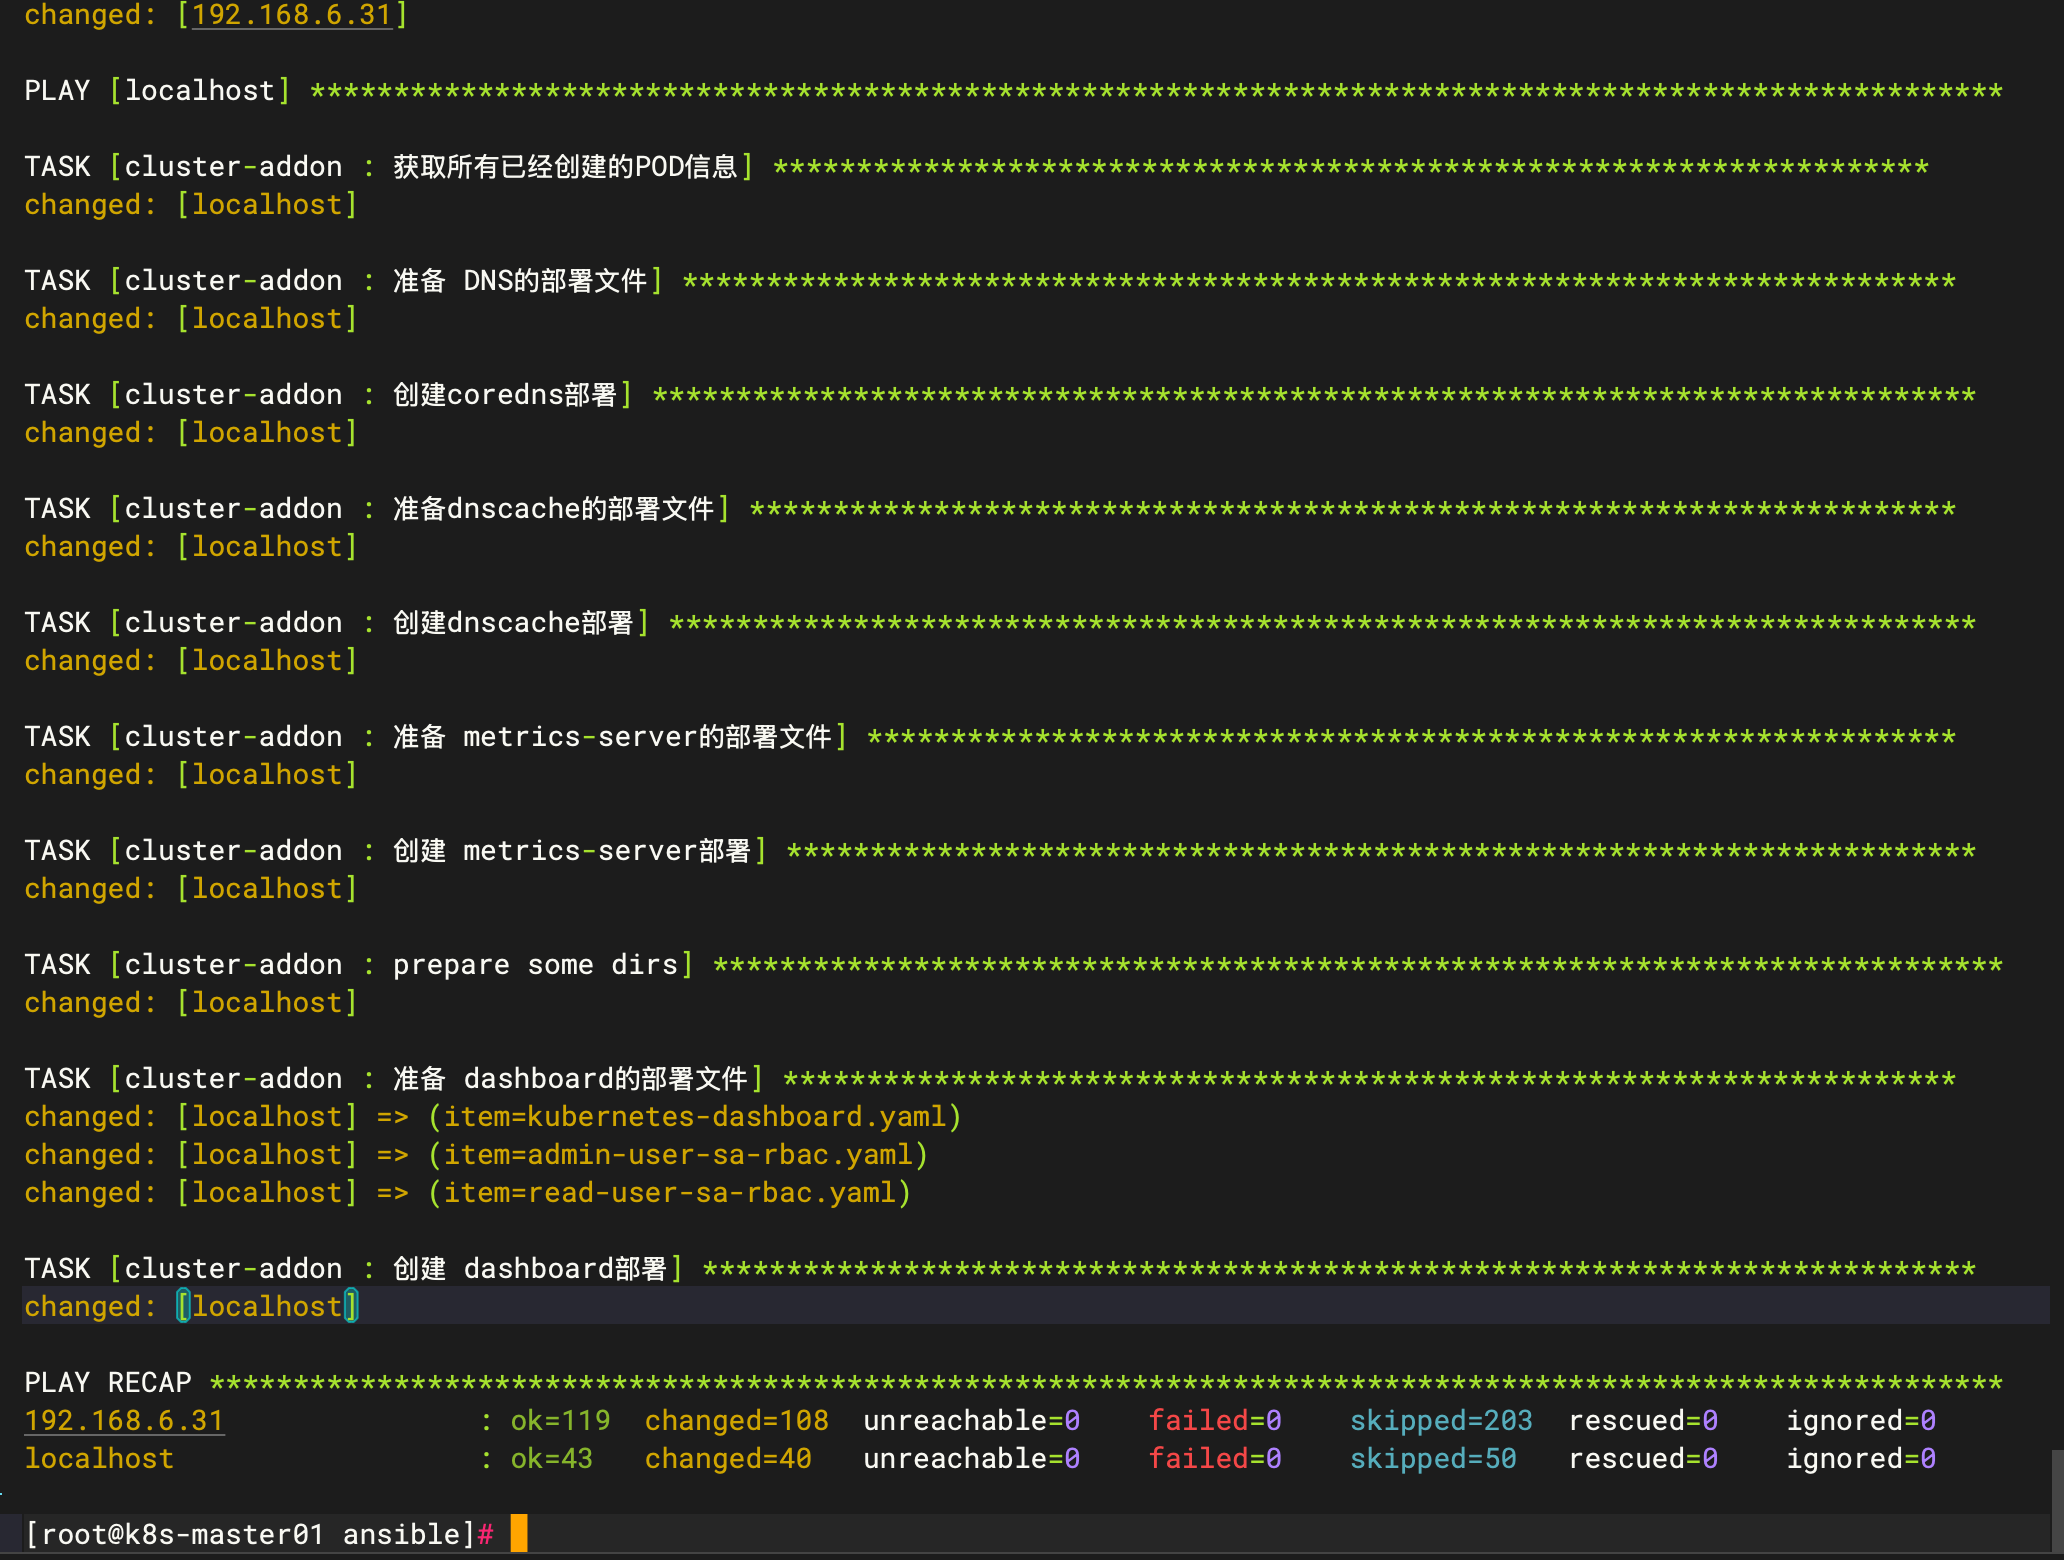 changed: [192.168.6.31]
PLAY [localhost] *****************************************************************************************************
TASK [cluster-addon : 获取所有已经创建的POD信息] *********************************************************************
changed: [localhost]
TASK [cluster-addon : 准备 DNS的部署文件] ****************************************************************************
changed: [localhost]
TASK [cluster-addon : 创建coredns部署] *******************************************************************************
changed: [localhost]
TASK [cluster-addon : 准备dnscache的部署文件] ************************************************************************
changed: [localhost]
TASK [cluster-addon : 创建dnscache部署] ******************************************************************************
changed: [localhost]
TASK [cluster-addon : 准备 metrics-server的部署文件] *****************************************************************
changed: [localhost]
TASK [cluster-addon : 创建 metrics-server部署] ***********************************************************************
changed: [localhost]
TASK [cluster-addon : prepare some dirs] *****************************************************************************
changed: [localhost]
TASK [cluster-addon : 准备 dashboard的部署文件] **********************************************************************
changed: [localhost] => (item=kubernetes-dashboard.yaml)
changed: [localhost] => (item=admin-user-sa-rbac.yaml)
changed: [localhost] => (item=read-user-sa-rbac.yaml)
TASK [cluster-addon : 创建 dashboard部署] ****************************************************************************
changed: [localhost]
PLAY RECAP ***********************************************************************************************************
192.168.6.31 : ok=119 changed=108 unreachable=0 failed=0 skipped=203 rescued=0 ignored=0
localhost : ok=43 changed=40 unreachable=0 failed=0 skipped=50 rescued=0 ignored=0
[root@k8s-master01 ansible]#